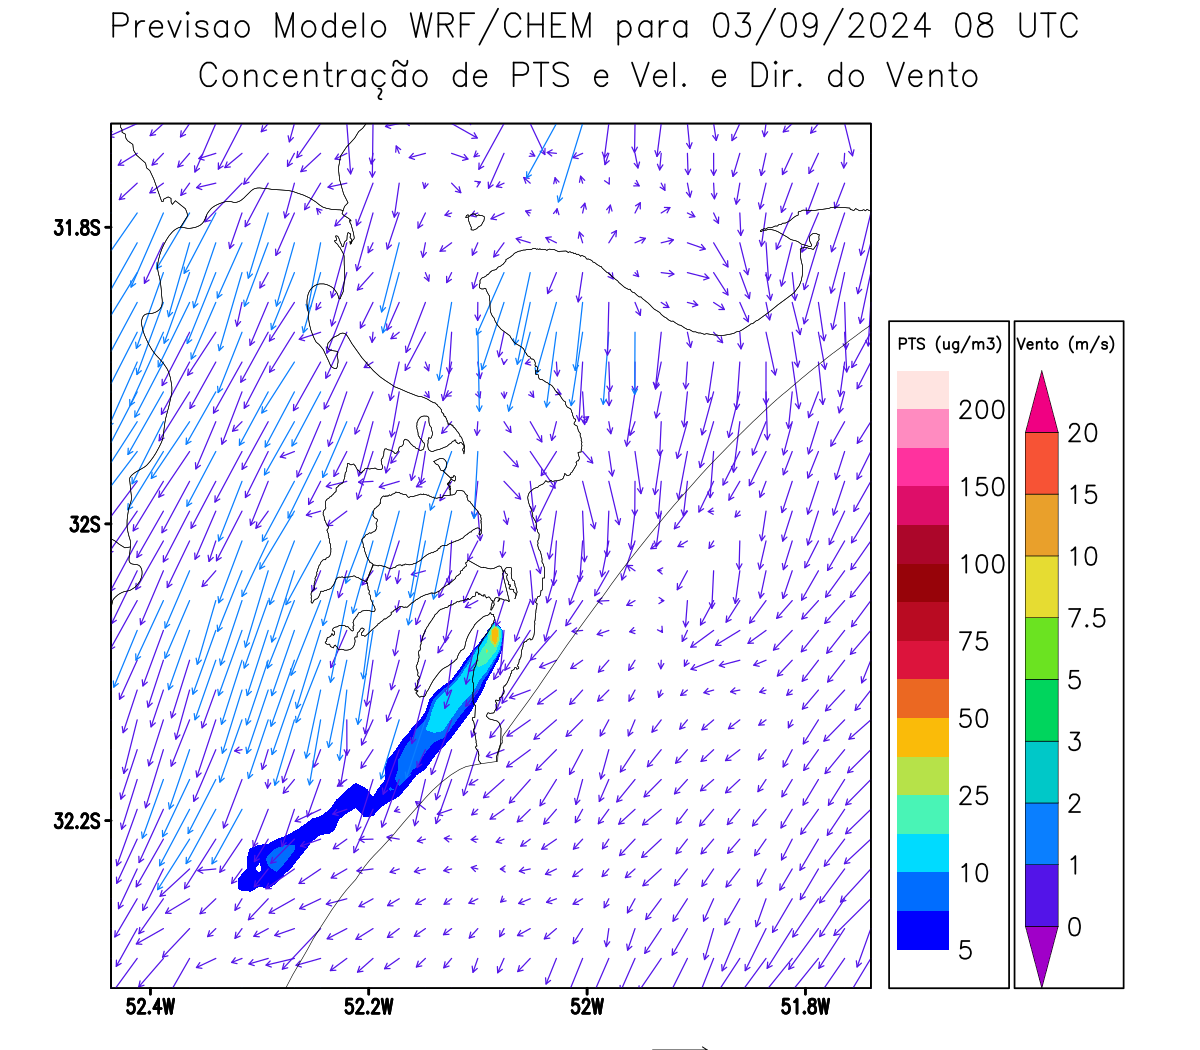 Previsao Modelo WRF/CHEM para 03/09/2024 08 UTC
Concentração de PTS e Vel. e Dir. do Vento
31.8S
32S
32.2S
52.4W
52.2W
52W
51.8W
PTS (ug/m3)
200
150
100
75
50
25
10
5
Vento (m/s)
20
15
10
7.5
5
3
2
1
0